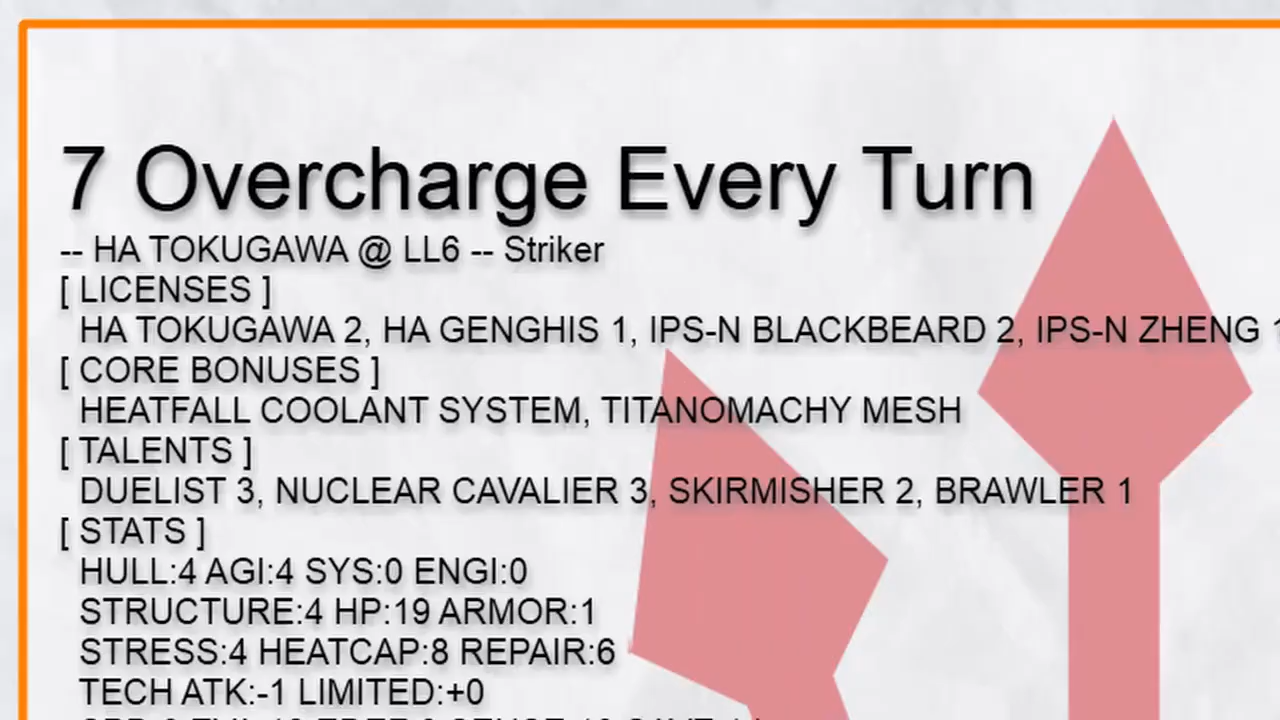 7 Overcharge Every Turn
-- HA TOKUGAWA @ LL6 -- Striker
[ LICENSES ]
HA TOKUGAWA 2, HA GENGHIS 1, IPS-N BLACKBEARD 2, IPS-N ZHENG 1
[ CORE BONUSES ]
HEATFALL COOLANT SYSTEM, TITANOMACHY MESH
[ TALENTS ]
DUELIST 3, NUCLEAR CAVALIER 3, SKIRMISHER 2, BRAWLER 1
[ STATS ]
HULL:4 AGI:4 SYS:0 ENGI:0
STRUCTURE:4 HP:19 ARMOR:1
STRESS:4 HEATCAP:8 REPAIR:6
TECH ATK:-1 LIMITED:+0